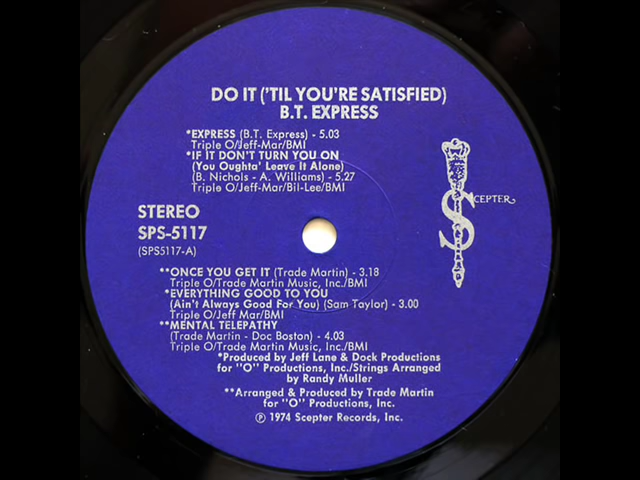 DO IT ('TIL YOU'RE SATISFIED)
B.T. EXPRESS
*EXPRESS (B.T. Express) - 5.03
Triple O/Jeff-Mar/BMI
*IF IT DON'T TURN YOU ON
(You Oughta' Leave It Alone)
(B. Nichols - A. Williams) - 5.27
Triple O/Jeff-Mar/Bil-Lee/BMI
SCEPTER
STEREO
SPS-5117
(SPS5117-A)
**ONCE YOU GET IT (Trade Martin) - 3.18
Triple O/Trade Martin Music, Inc./BMI
*EVERYTHING GOOD TO YOU
(Ain't Always Good For You) (Sam Taylor) - 3.00
Triple O/Jeff Mar/BMI
**MENTAL TELEPATHY
(Trade Martin - Doc Boston) - 4.03
Triple O/Trade Martin Music, Inc./BMI
*Produced by Jeff Lane & Dock Productions
for "O" Productions, Inc./Strings Arranged
by Randy Muller
**Arranged & Produced by Trade Martin
for "O" Productions, Inc.
℗ 1974 Scepter Records, Inc.